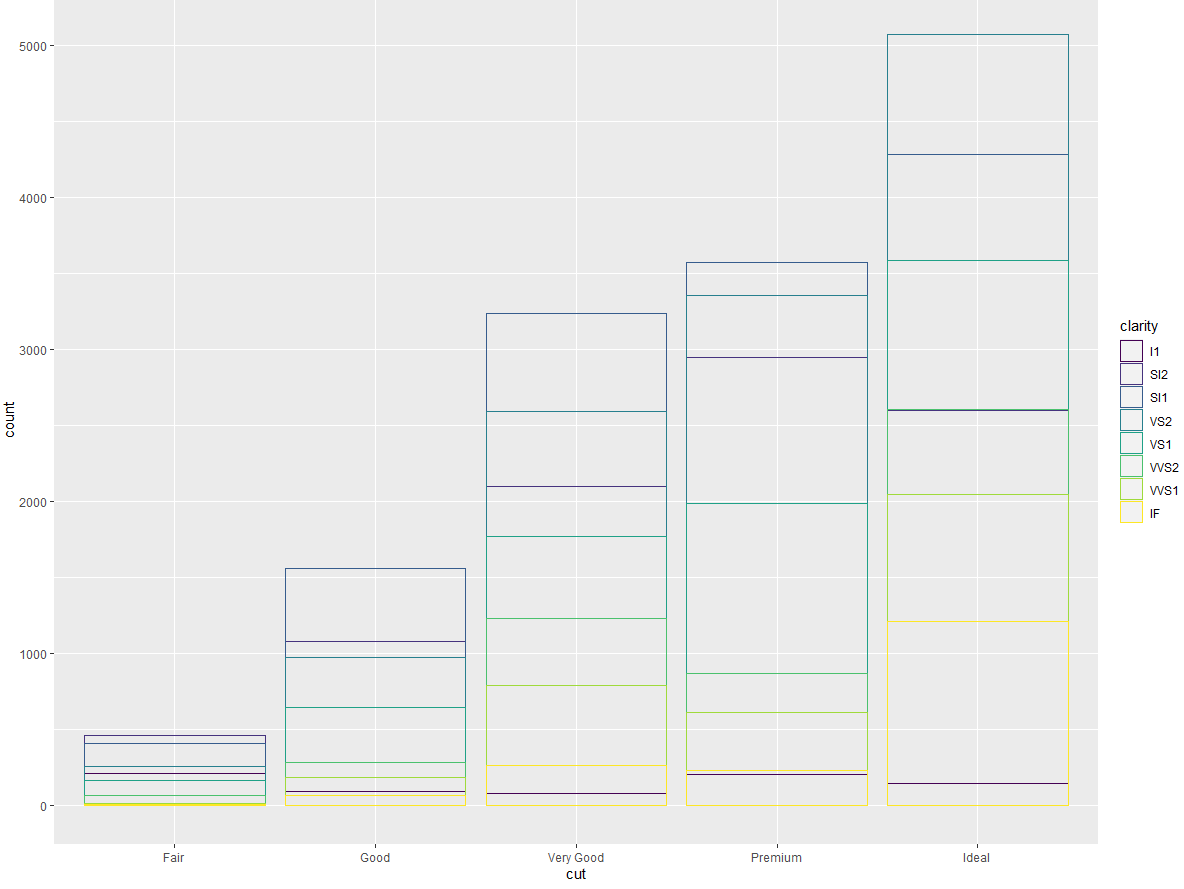 5000
4000
3000
2000
1000
0
count
Fair Good Very Good Premium Ideal
cut
clarity
I1
SI2
SI1
VS2
VS1
VVS2
VVS1
IF